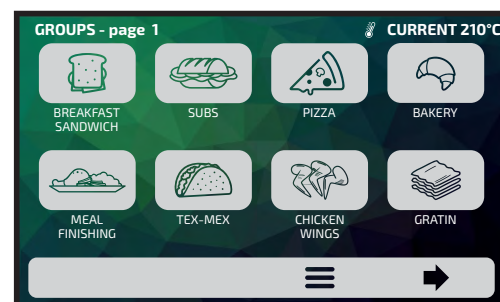 GROUPS - page 1
CURRENT 210°C
BREAKFAST
SANDWICH
SUBS
PIZZA
BAKERY
MEAL
FINISHING
TEX-MEX
CHICKEN
WINGS
GRATIN